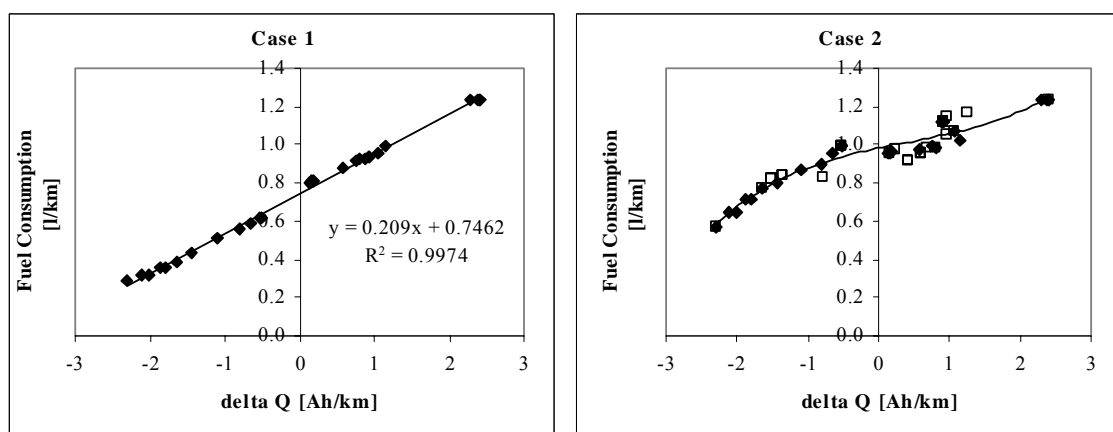 Case 1
1.4
1.2
1.0
0.8
0.6
0.4
0.2
0.0
-3 -2 -1 0 1 2 3
Fuel Consumption
[l/km]
y = 0.209x + 0.7462
R² = 0.9974
delta Q [Ah/km]
Case 2
1.4
1.2
1.0
0.8
0.6
0.4
0.2
0.0
-3 -2 -1 0 1 2 3
Fuel Consumption
[l/km]
delta Q [Ah/km]